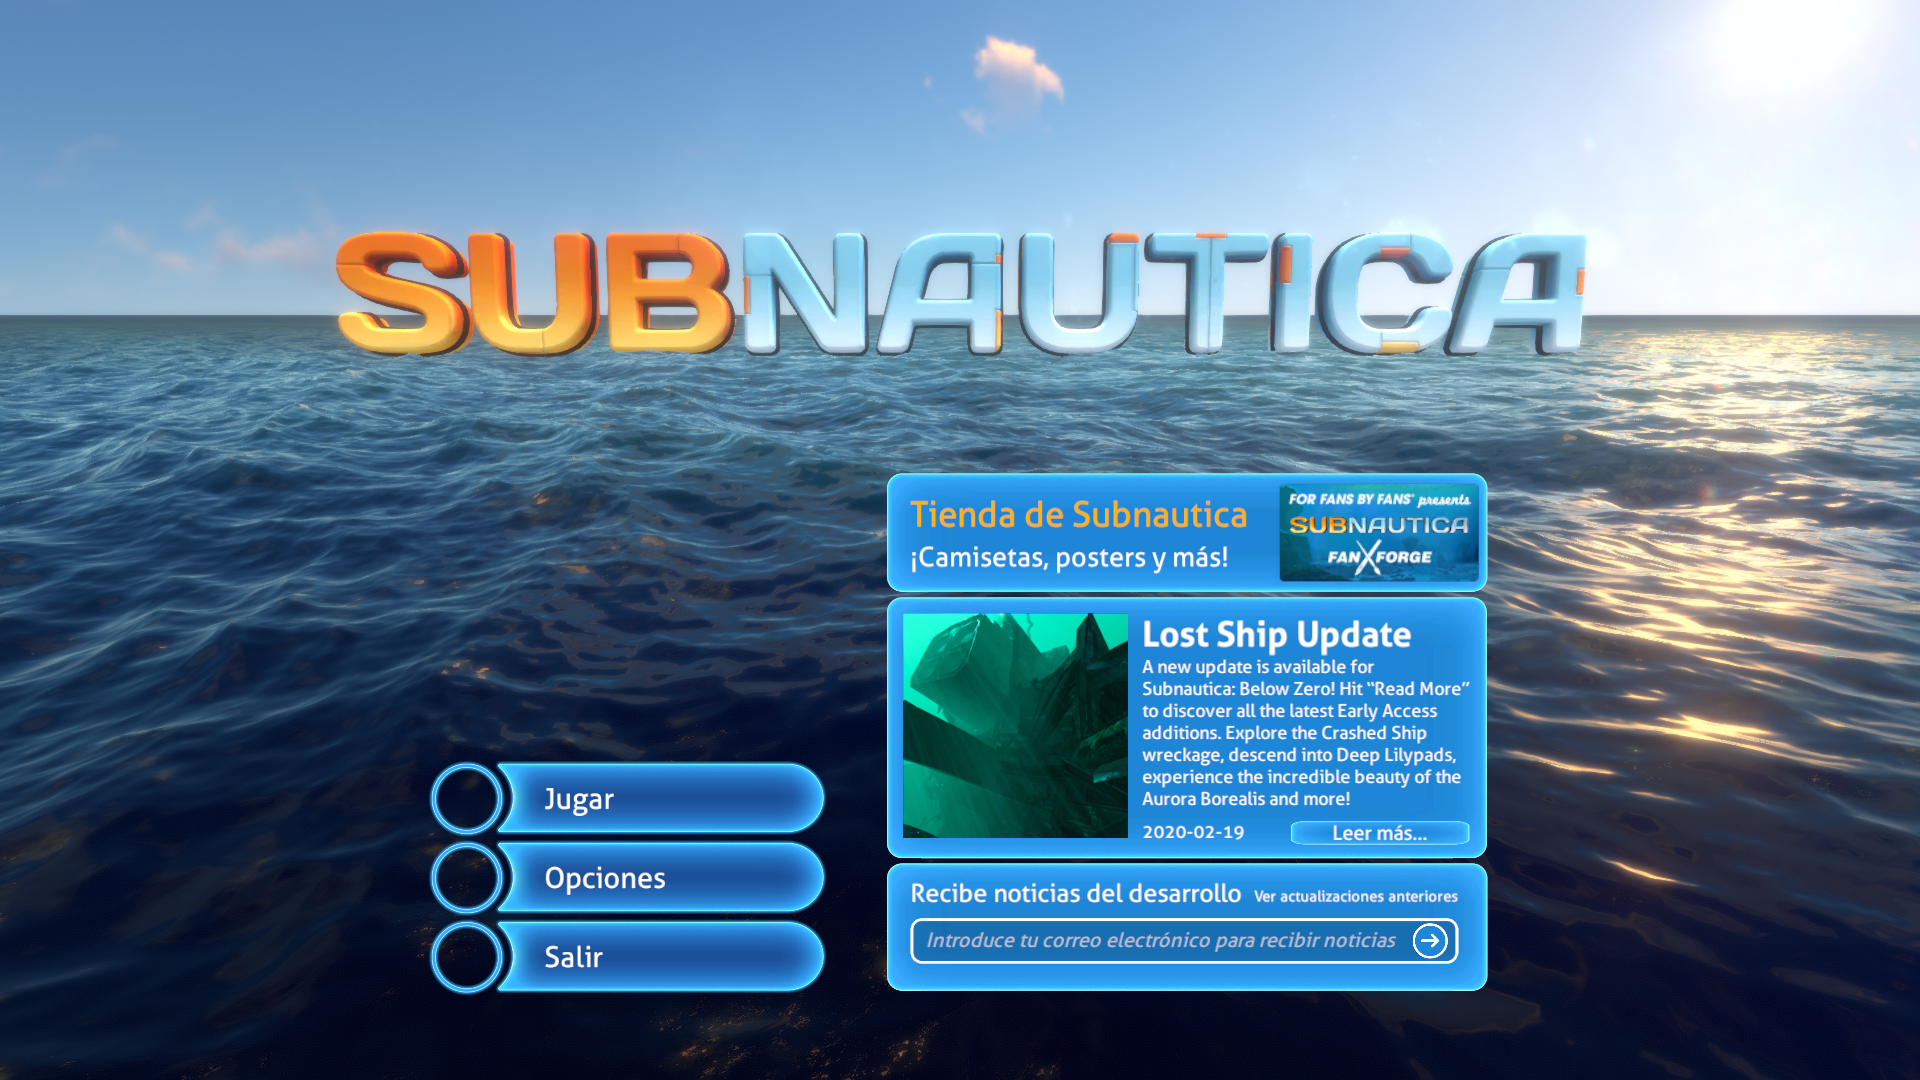 SUBNAUTICA
Tienda de Subnautica
¡Camisetas, posters y más!
FOR FANS BY FANS® presents
SUBNAUTICA
FAN FORGE
Lost Ship Update
A new update is available for
Subnautica: Below Zero! Hit “Read More”
to discover all the latest Early Access
additions. Explore the Crashed Ship
wreckage, descend into Deep Lilypads,
experience the incredible beauty of the
Aurora Borealis and more!
2020-02-19
Leer más...
Jugar
Opciones
Salir
Recibe noticias del desarrollo
Ver actualizaciones anteriores
Introduce tu correo electrónico para recibir noticias